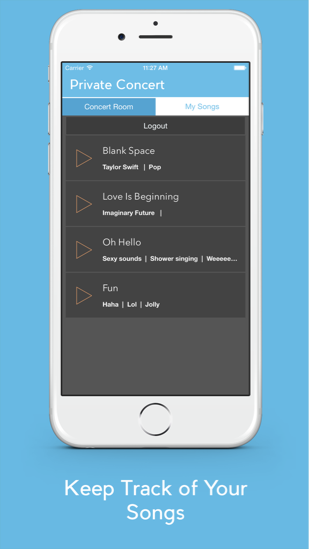 Carrier 11:27 AM
Private Concert
Concert Room My Songs
Logout
Blank Space
Taylor Swift | Pop
Love Is Beginning
Imaginary Future |
Oh Hello
Sexy sounds | Shower singing | Weeeee...
Fun
Haha | Lol | Jolly
Keep Track of Your
Songs